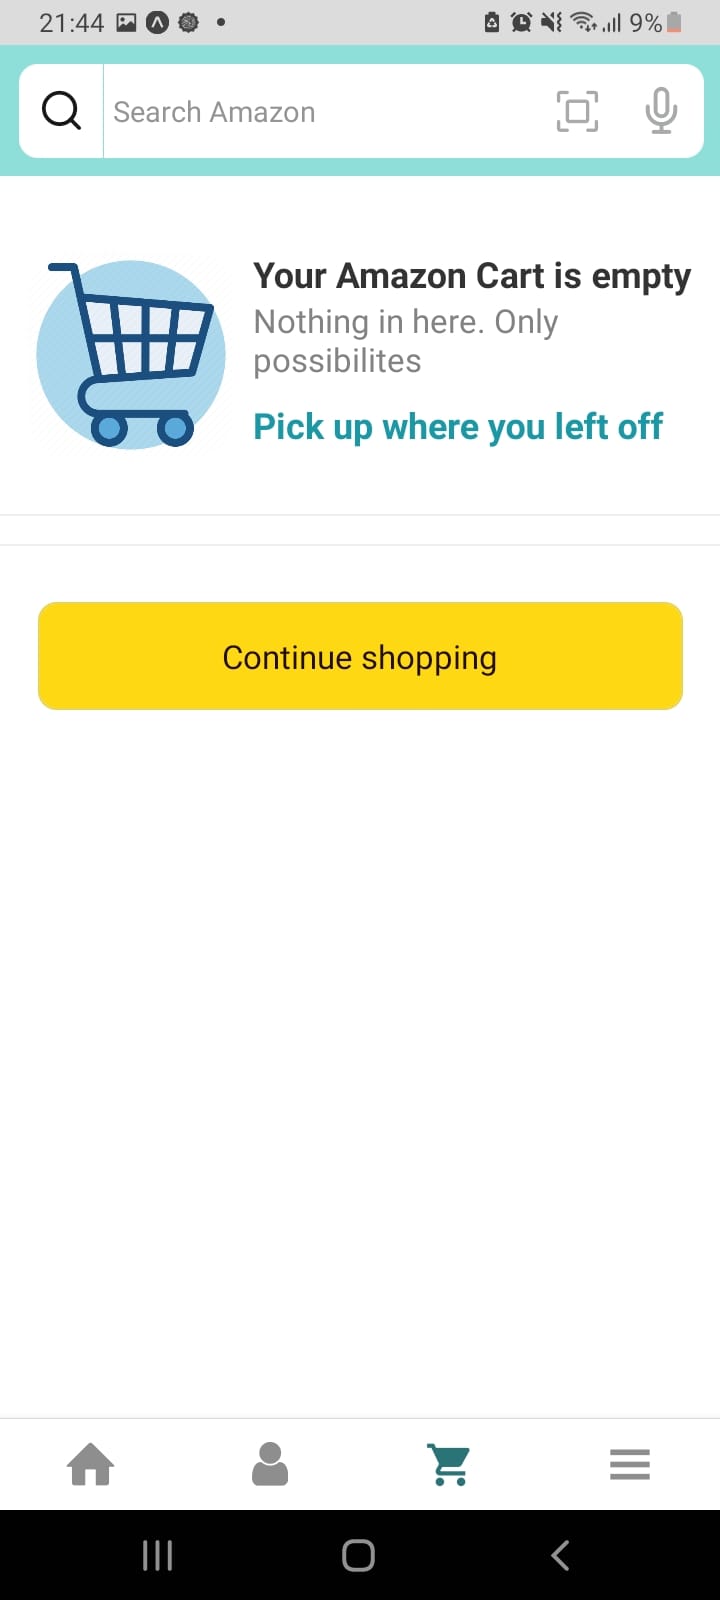 21:44 9%
Search Amazon
Your Amazon Cart is empty
Nothing in here. Only
possibilites
Pick up where you left off
Continue shopping